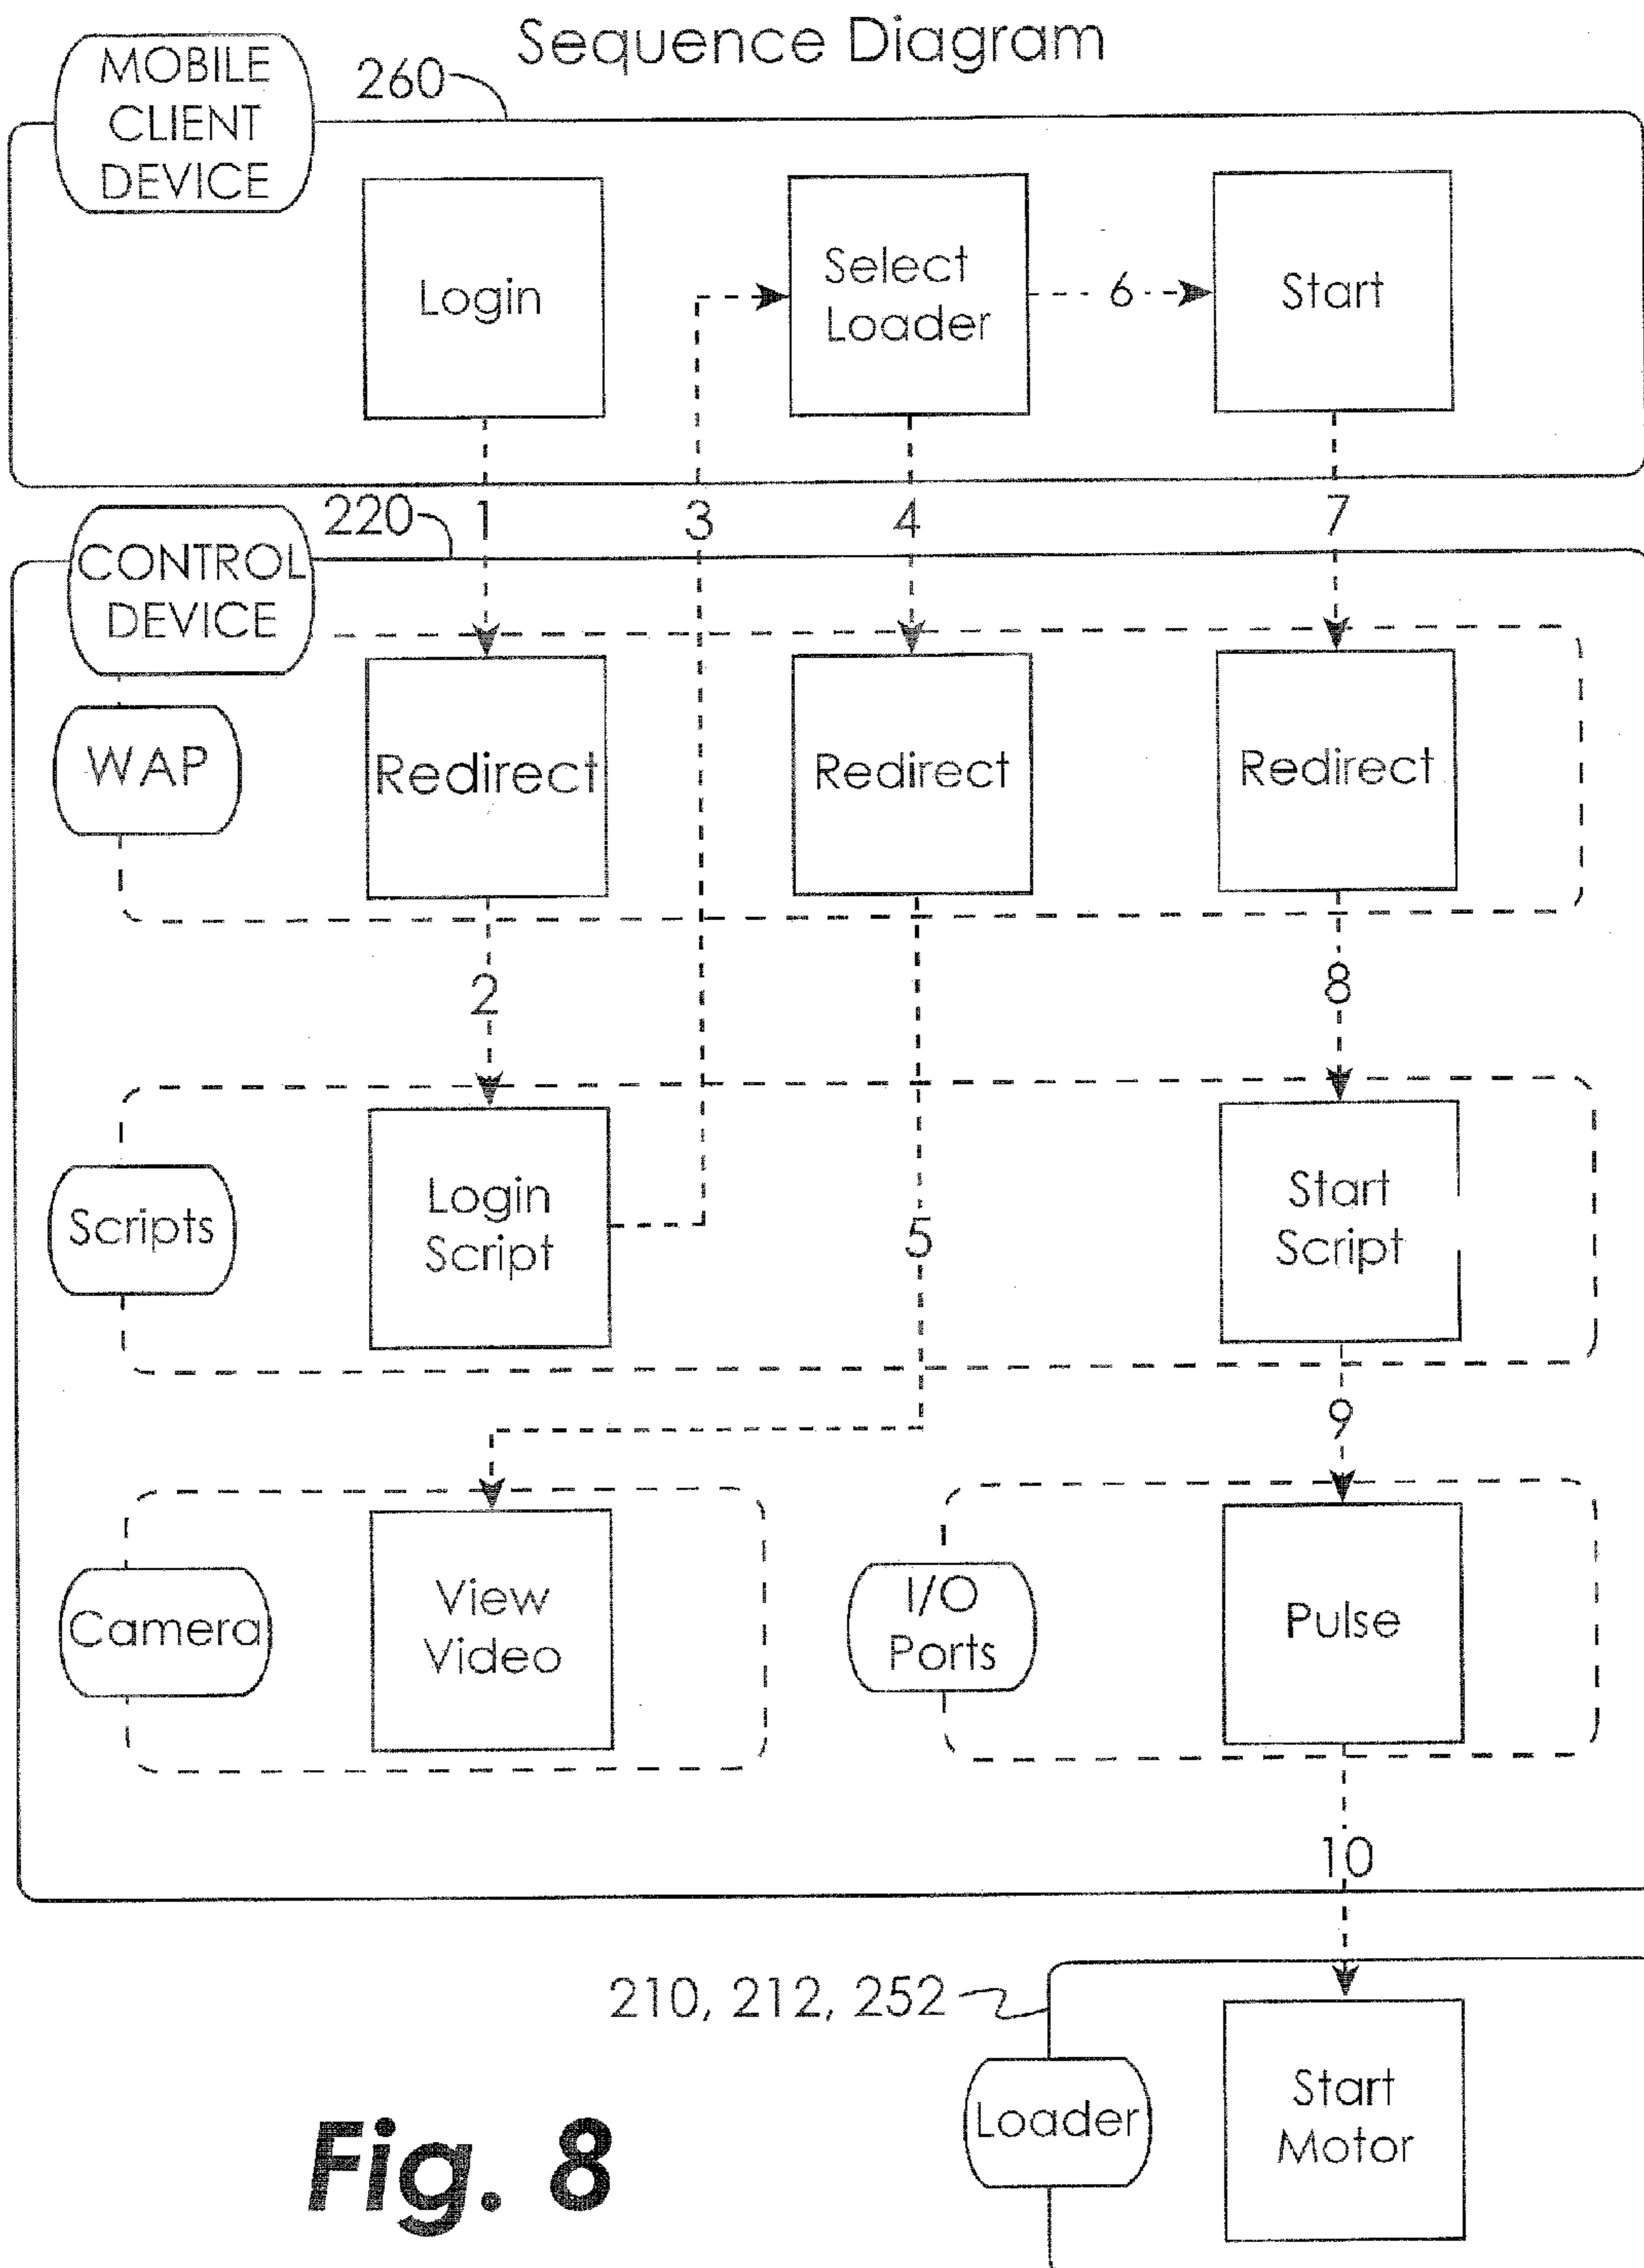 Sequence Diagram
MOBILE
CLIENT
DEVICE
260
Login
Select
Loader
6
Start
1
3
4
7
220
CONTROL
DEVICE
WAP
Redirect
Redirect
Redirect
2
8
Scripts
Login
Script
5
Start
Script
9
Camera
View
Video
I/O
Ports
Pulse
10
210, 212, 252
Loader
Start
Motor
Fig. 8